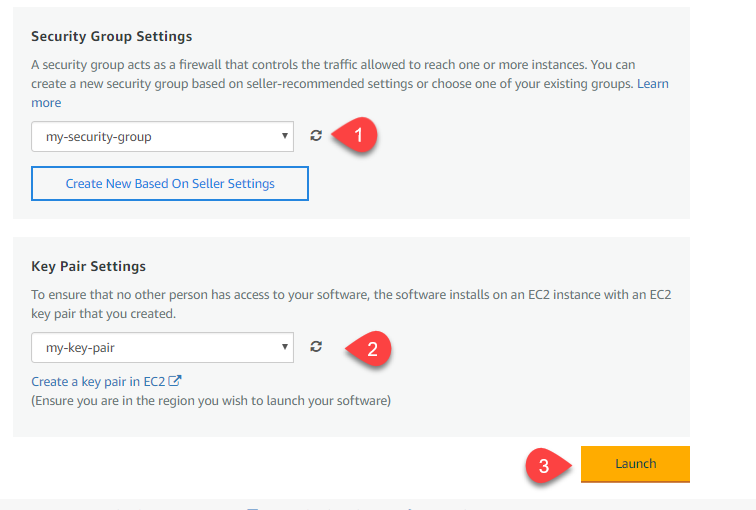 Security Group Settings
A security group acts as a firewall that controls the traffic allowed to reach one or more instances. You can
create a new security group based on seller-recommended settings or choose one of your existing groups. Learn
more
my-security-group
1
Create New Based On Seller Settings
Key Pair Settings
To ensure that no other person has access to your software, the software installs on an EC2 instance with an EC2
key pair that you created.
my-key-pair
2
Create a key pair in EC2
(Ensure you are in the region you wish to launch your software)
3
Launch